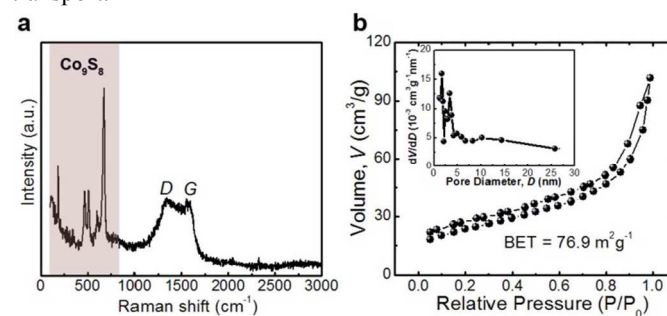 a
Co₉S₈
D G
Intensity (a.u.)
0 500 1000 1500 2000 2500 3000
Raman shift (cm⁻¹)
b
120
90
60
30
0
Volume, V (cm³/g)
20
15
10
5
0
dV/dD (10⁻³ cm³g⁻¹nm⁻¹)
0 5 10 15 20 25 30
Pore Diameter, D (nm)
BET = 76.9 m²g⁻¹
0.0 0.2 0.4 0.6 0.8 1.0
Relative Pressure (P/P₀)